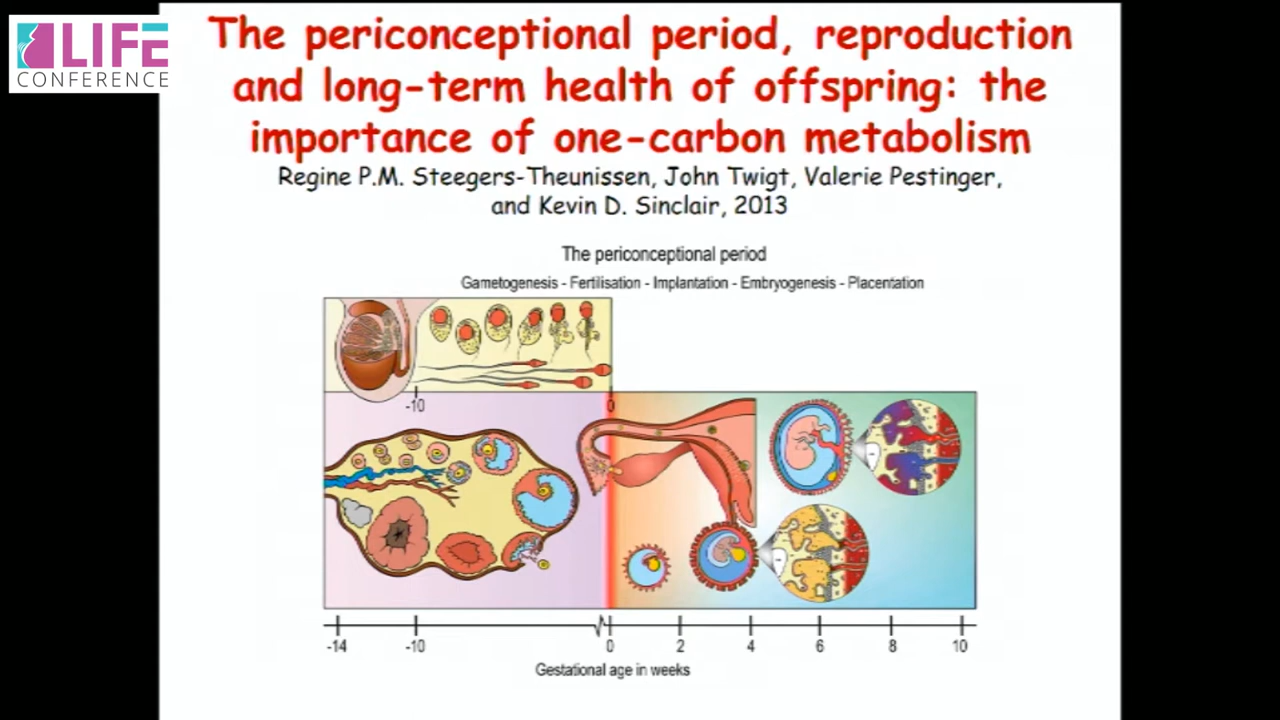 LIFE
CONFERENCE
The periconceptional period, reproduction
and long-term health of offspring: the
importance of one-carbon metabolism
Regine P.M. Steegers-Theunissen, John Twigt, Valerie Pestinger,
and Kevin D. Sinclair, 2013
The periconceptional period
Gametogenesis - Fertilisation - Implantation - Embryogenesis - Placentation
-10 0
-14 -10 0 2 4 6 8 10
Gestational age in weeks